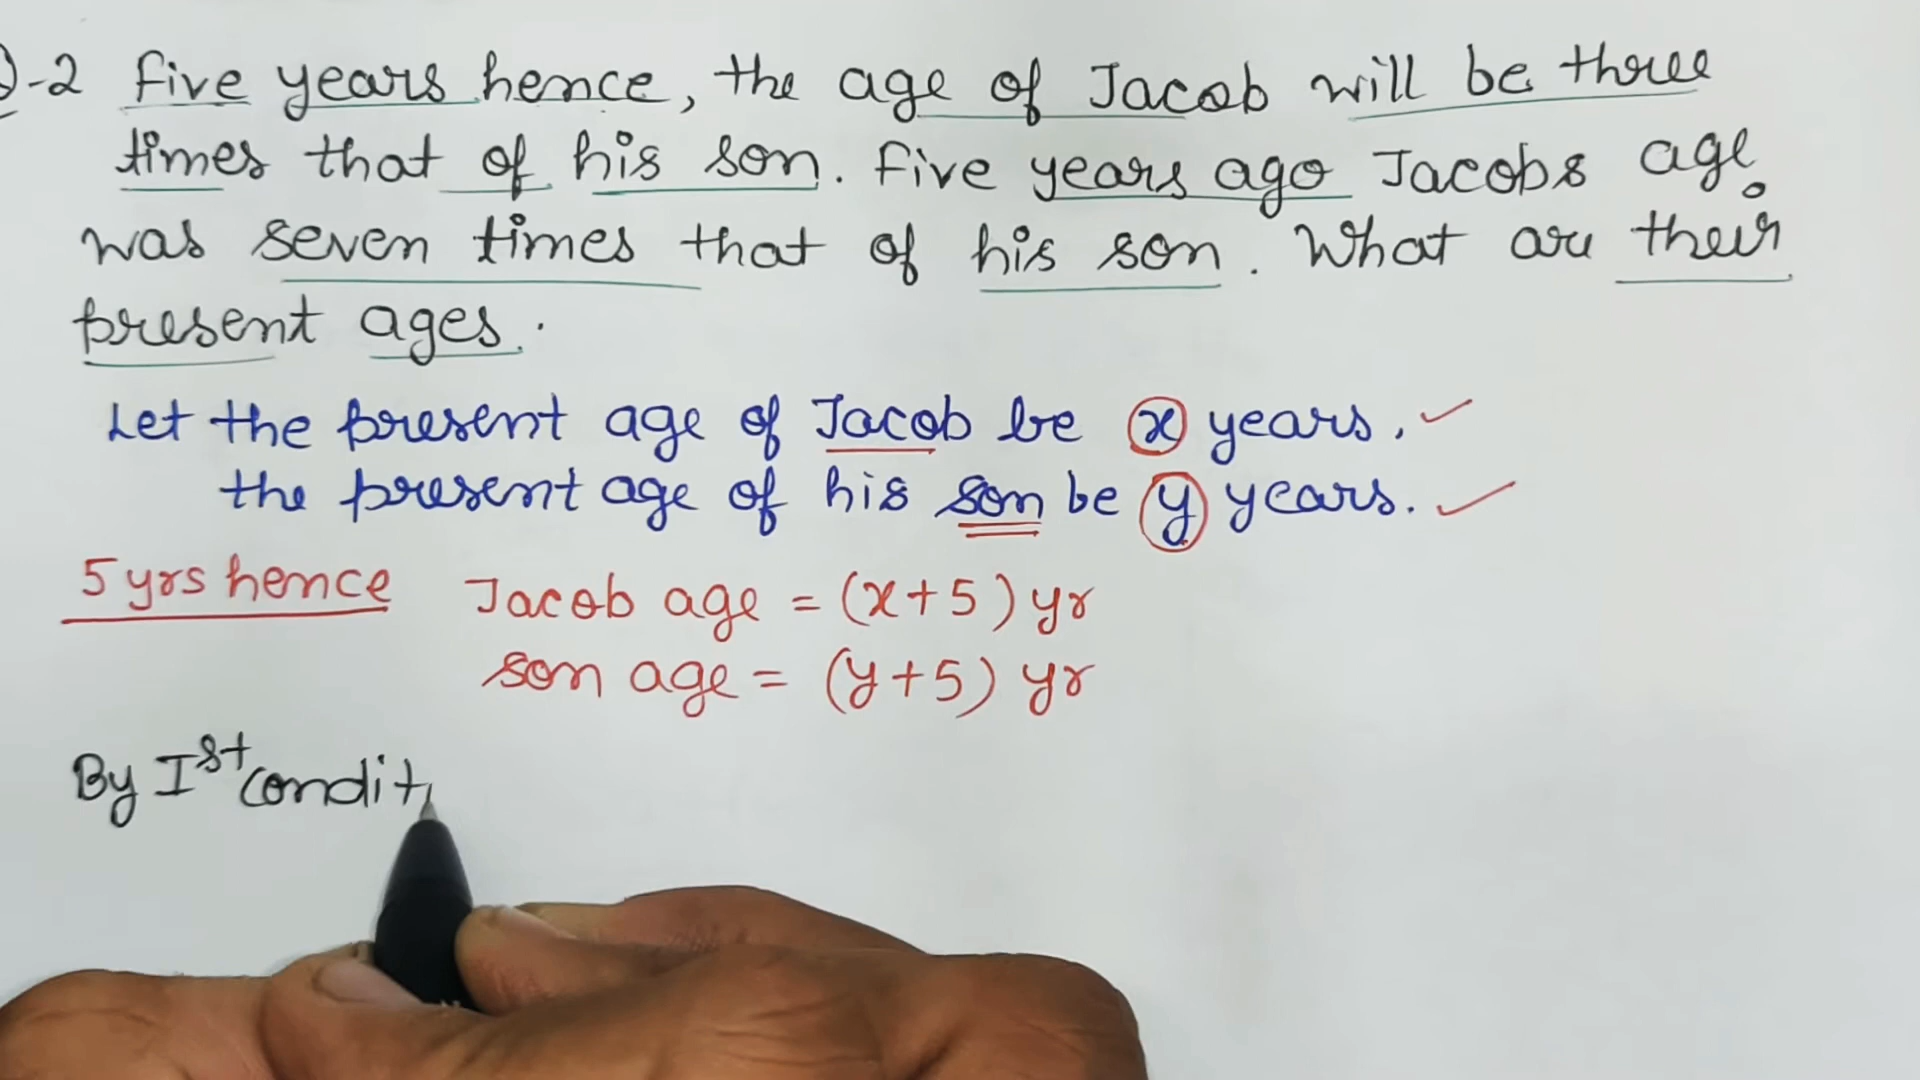 -2 Five years hence, the age of Jacob will be three
times that of his son. Five years ago Jacobs age
was seven times that of his son. What are their
present ages.
Let the present age of Jacob be x years.
the present age of his son be y years.
5 yrs hence Jacob age = (x+5) yr
son age = (y+5) yr
By Ist condit